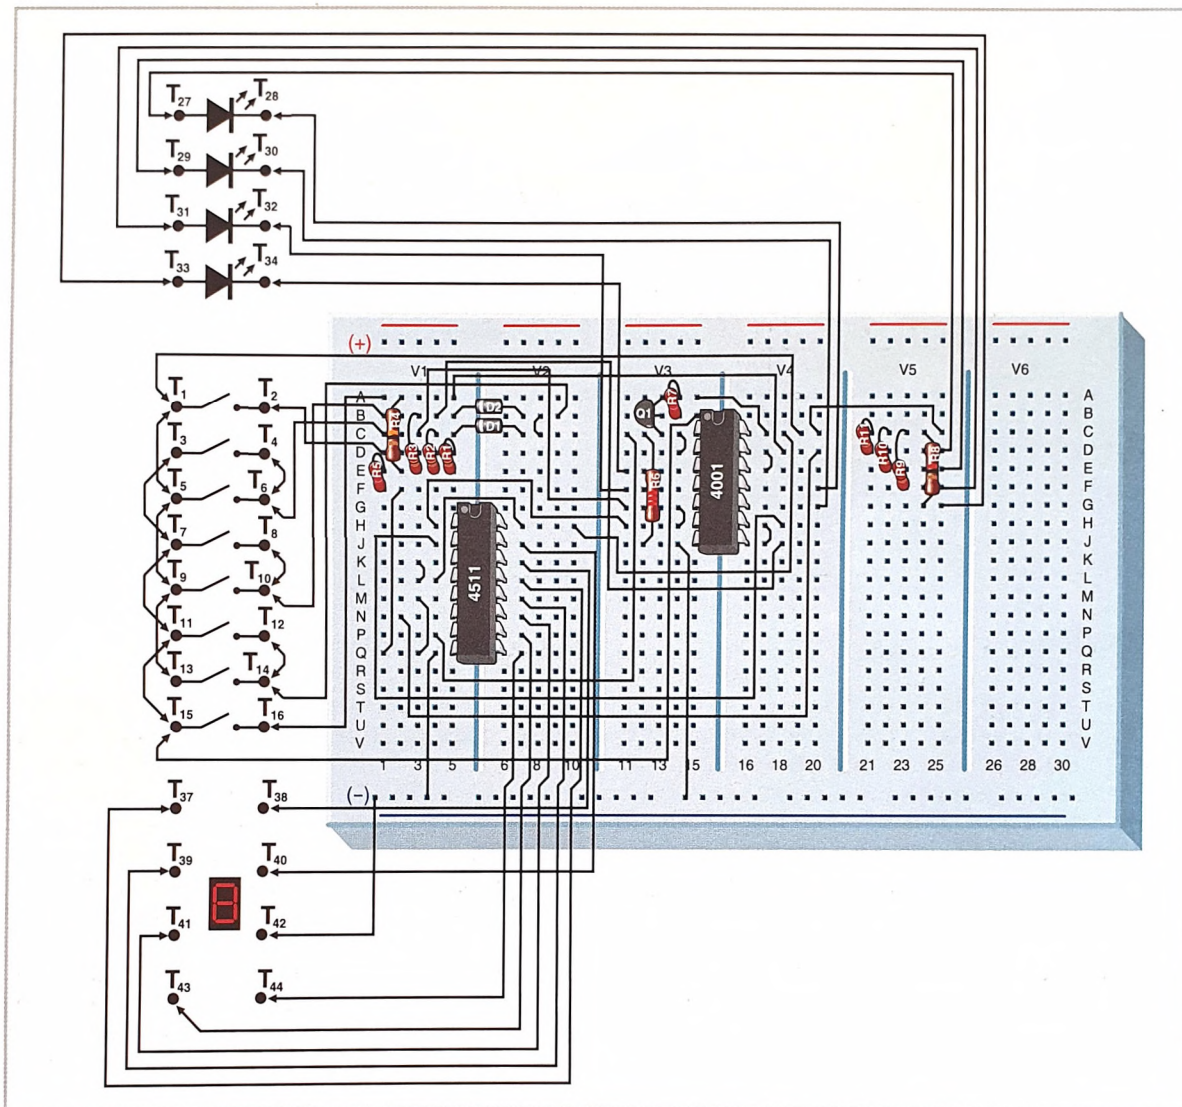 T27 T28
T29 T30
T31 T32
T33 T34
(+)
V1 V2 V3 V4 V5 V6
T1 T2
T3 T4
T5 T6
T7 T8
T9 T10
T11 T12
T13 T14
T15 T16
A A
B B
C C
D D
E E
F F
G G
H H
J J
K K
L L
M M
N N
P P
Q Q
R R
S S
T T
U U
V V
R4
R5
R3
R2
R1
D2
D1
Q1
R7
R6
4001
4511
R11
R10
R9
R8
1 3 5 6 8 10 11 13 15 16 18 20 21 23 25 26 28 30
(-)
T37 T38
T39 T40
T41 T42
T43 T44